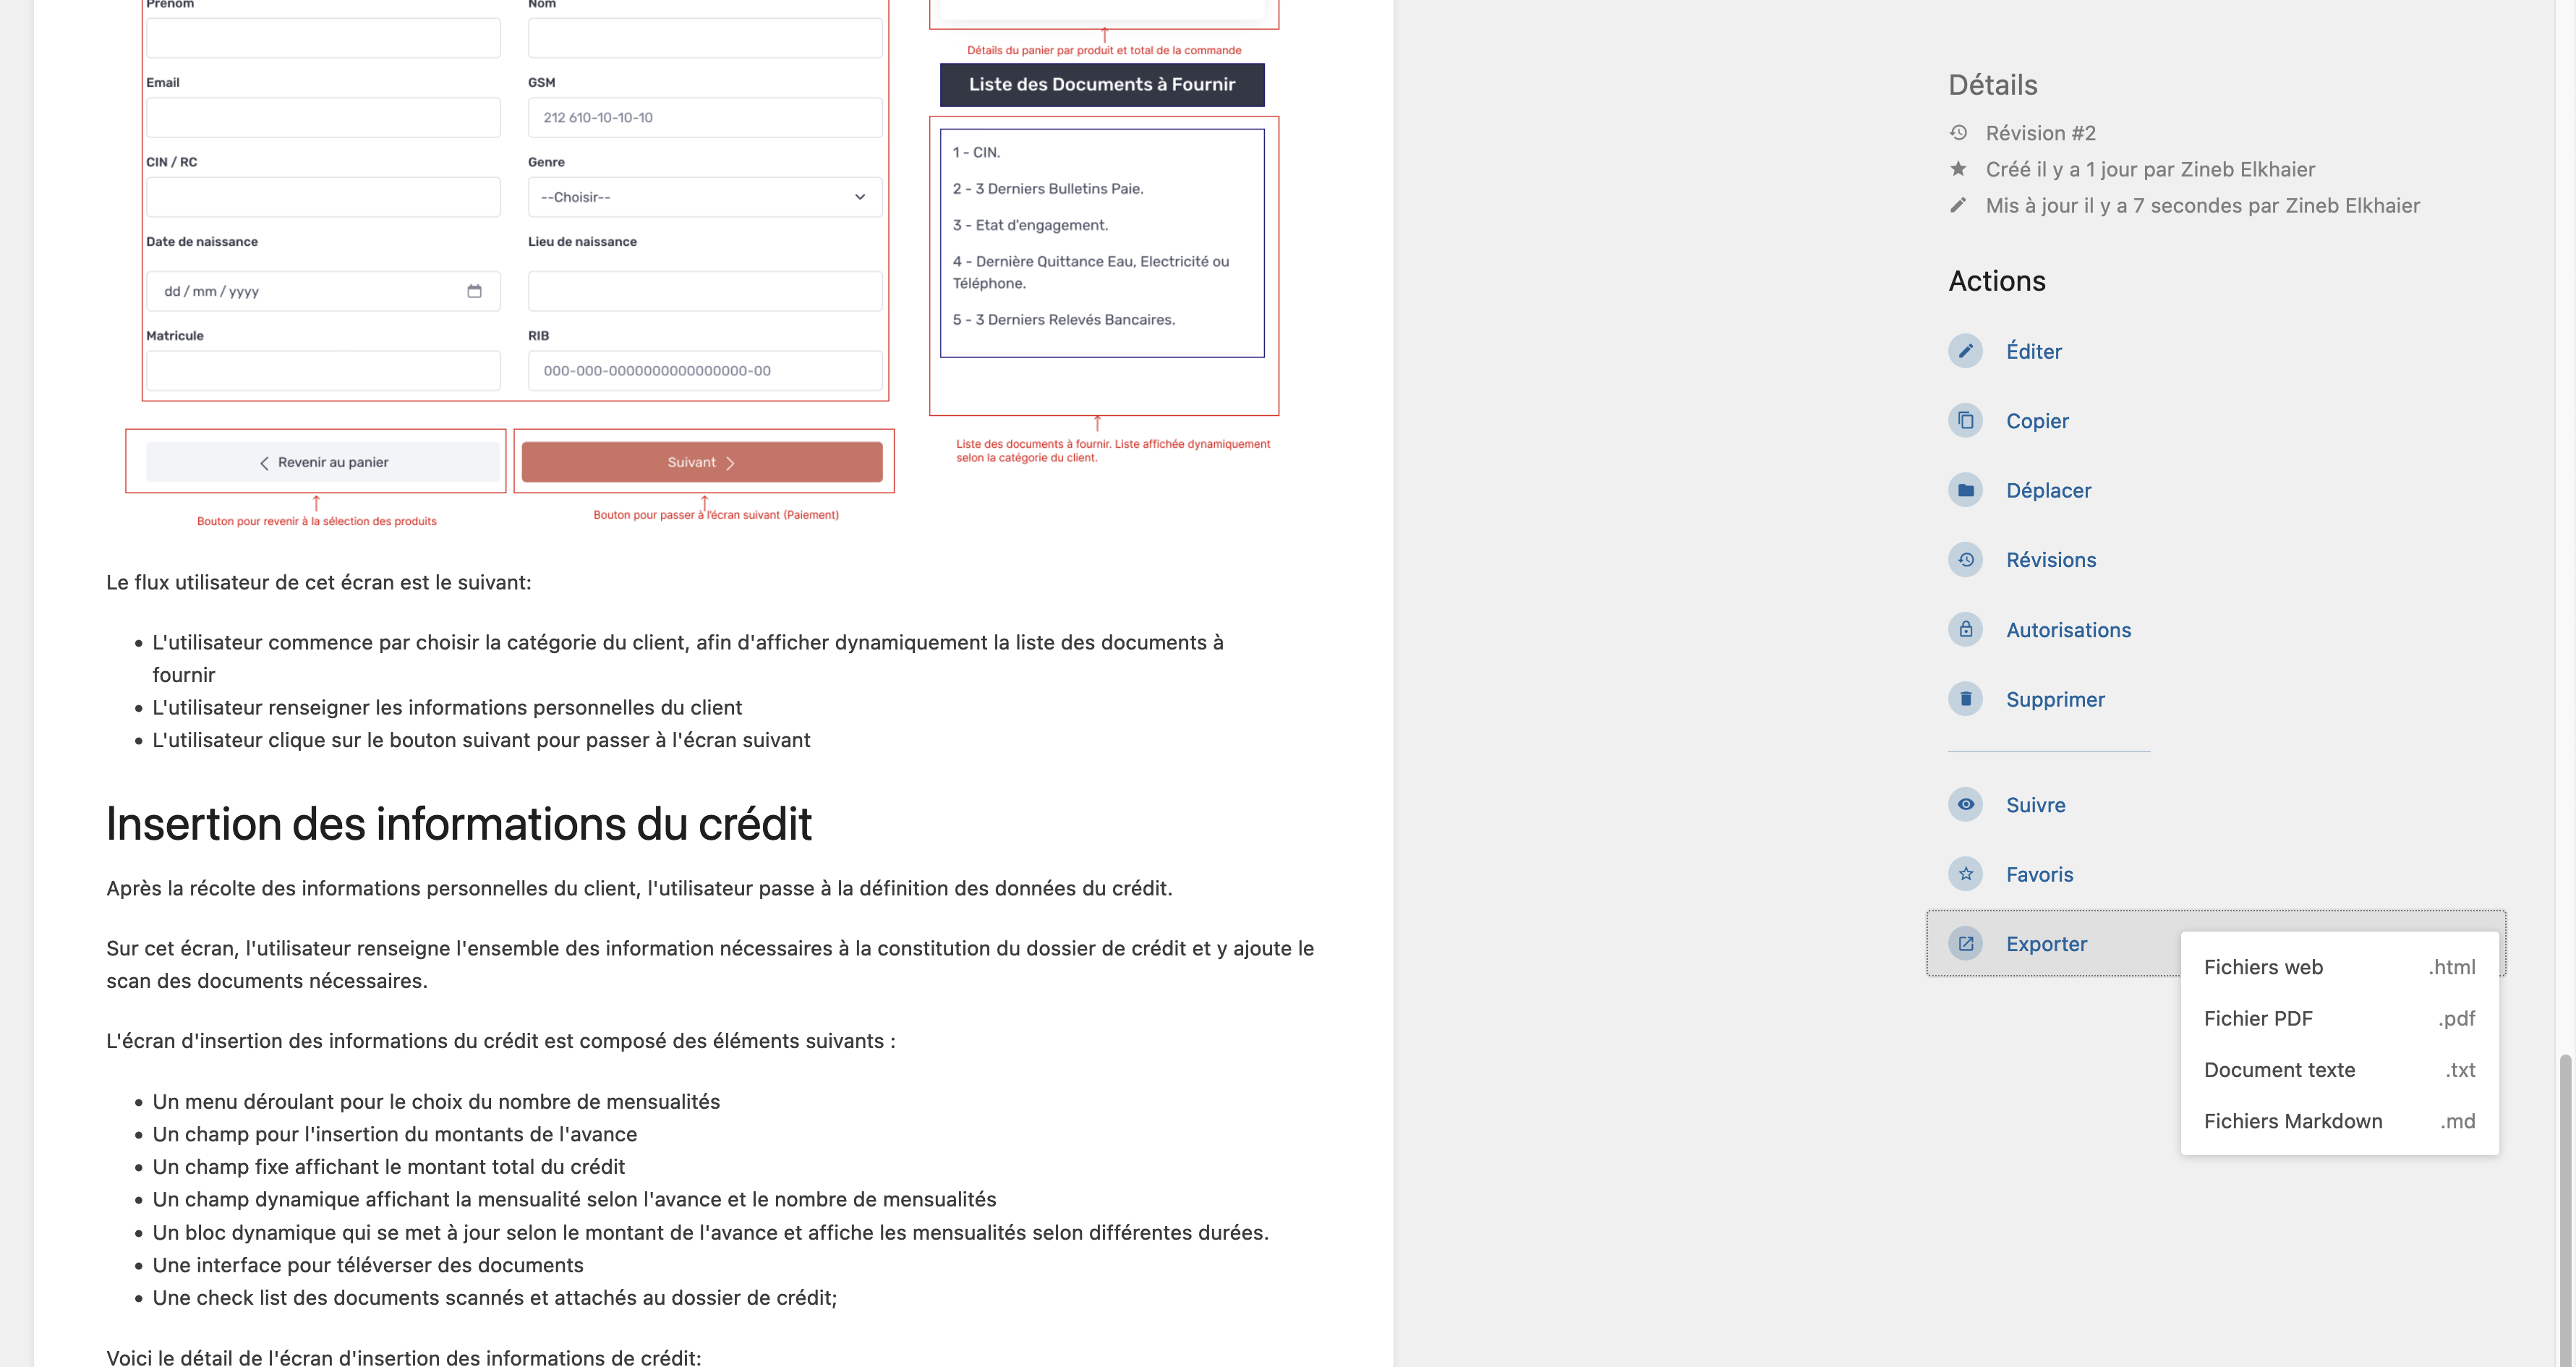 Prénom
Nom
Email
GSM
212 610-10-10-10
CIN / RC
Genre
--Choisir--
Date de naissance
Lieu de naissance
dd / mm / yyyy
Matricule
RIB
000-000-0000000000000000-00
Revenir au panier
Suivant
Bouton pour revenir à la sélection des produits
Bouton pour passer à l'écran suivant (Paiement)
Détails du panier par produit et total de la commande
Liste des Documents à Fournir
1 - CIN.
2 - 3 Derniers Bulletins Paie.
3 - Etat d'engagement.
4 - Dernière Quittance Eau, Electricité ou
Téléphone.
5 - 3 Derniers Relevés Bancaires.
Liste des documents à fournir. Liste affichée dynamiquement
selon la catégorie du client.
Le flux utilisateur de cet écran est le suivant:
• L'utilisateur commence par choisir la catégorie du client, afin d'afficher dynamiquement la liste des documents à
fournir
• L'utilisateur renseigner les informations personnelles du client
• L'utilisateur clique sur le bouton suivant pour passer à l'écran suivant
Insertion des informations du crédit
Après la récolte des informations personnelles du client, l'utilisateur passe à la définition des données du crédit.
Sur cet écran, l'utilisateur renseigne l'ensemble des information nécessaires à la constitution du dossier de crédit et y ajoute le
scan des documents nécessaires.
L'écran d'insertion des informations du crédit est composé des éléments suivants :
• Un menu déroulant pour le choix du nombre de mensualités
• Un champ pour l'insertion du montants de l'avance
• Un champ fixe affichant le montant total du crédit
• Un champ dynamique affichant la mensualité selon l'avance et le nombre de mensualités
• Un bloc dynamique qui se met à jour selon le montant de l'avance et affiche les mensualités selon différentes durées.
• Une interface pour téléverser des documents
• Une check list des documents scannés et attachés au dossier de crédit;
Voici le détail de l'écran d'insertion des informations de crédit:
Détails
Révision #2
Créé il y a 1 jour par Zineb Elkhaier
Mis à jour il y a 7 secondes par Zineb Elkhaier
Actions
Éditer
Copier
Déplacer
Révisions
Autorisations
Supprimer
Suivre
Favoris
Exporter
Fichiers web .html
Fichier PDF .pdf
Document texte .txt
Fichiers Markdown .md